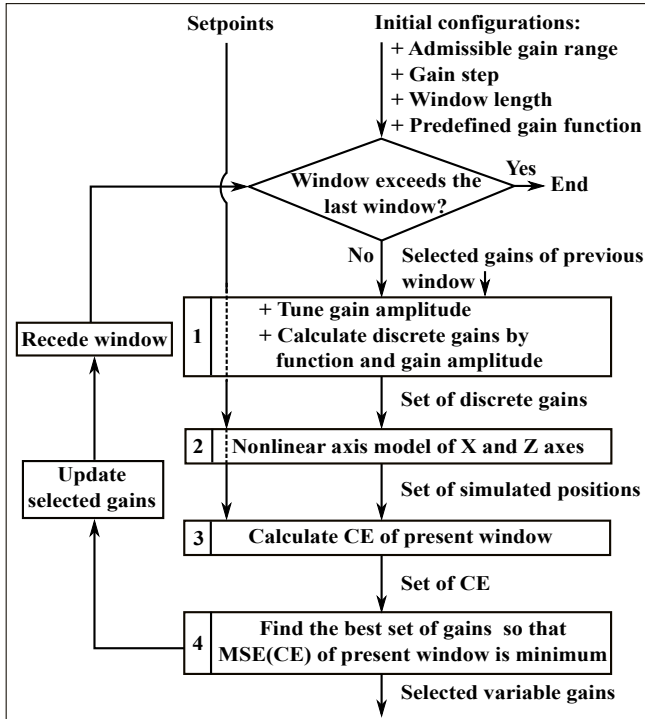 Setpoints
Initial configurations:
+ Admissible gain range
+ Gain step
+ Window length
+ Predefined gain function
Window exceeds the
last window?
Yes
End
No
Selected gains of previous
window
1
+ Tune gain amplitude
+ Calculate discrete gains by
function and gain amplitude
Recede window
Set of discrete gains
2
Nonlinear axis model of X and Z axes
Update
selected gains
Set of simulated positions
3
Calculate CE of present window
Set of CE
4
Find the best set of gains so that
MSE(CE) of present window is minimum
Selected variable gains